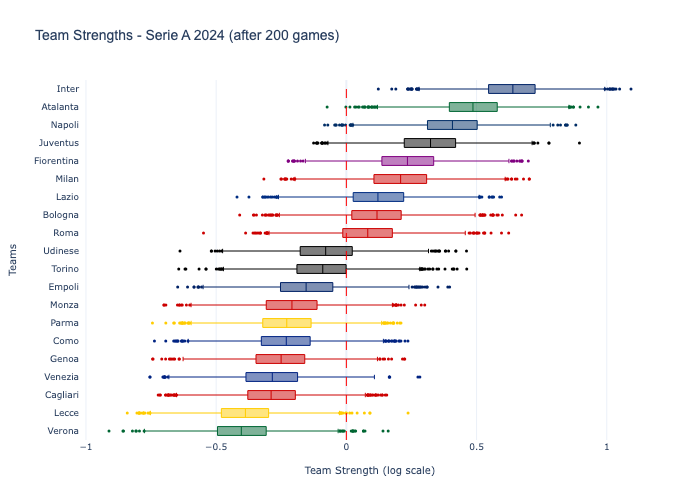 Team Strengths - Serie A 2024 (after 200 games)
Inter
Atalanta
Napoli
Juventus
Fiorentina
Milan
Lazio
Bologna
Roma
Udinese
Torino
Empoli
Monza
Parma
Como
Genoa
Venezia
Cagliari
Lecce
Verona
Teams
−1 −0.5 0 0.5 1
Team Strength (log scale)